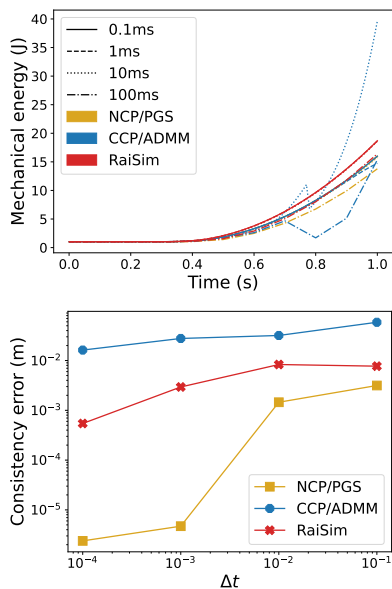 Mechanical energy (J)
40
35
30
25
20
15
10
5
0
0.1ms
1ms
10ms
100ms
NCP/PGS
CCP/ADMM
RaiSim
0.0 0.2 0.4 0.6 0.8 1.0
Time (s)
Consistency error (m)
10⁻²
10⁻³
10⁻⁴
10⁻⁵
NCP/PGS
CCP/ADMM
RaiSim
10⁻⁴ 10⁻³ 10⁻² 10⁻¹
Δt